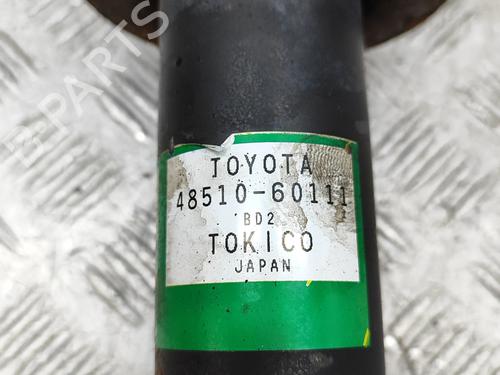 TOYOTA
48510-60111
BD2
TOKICO
JAPAN